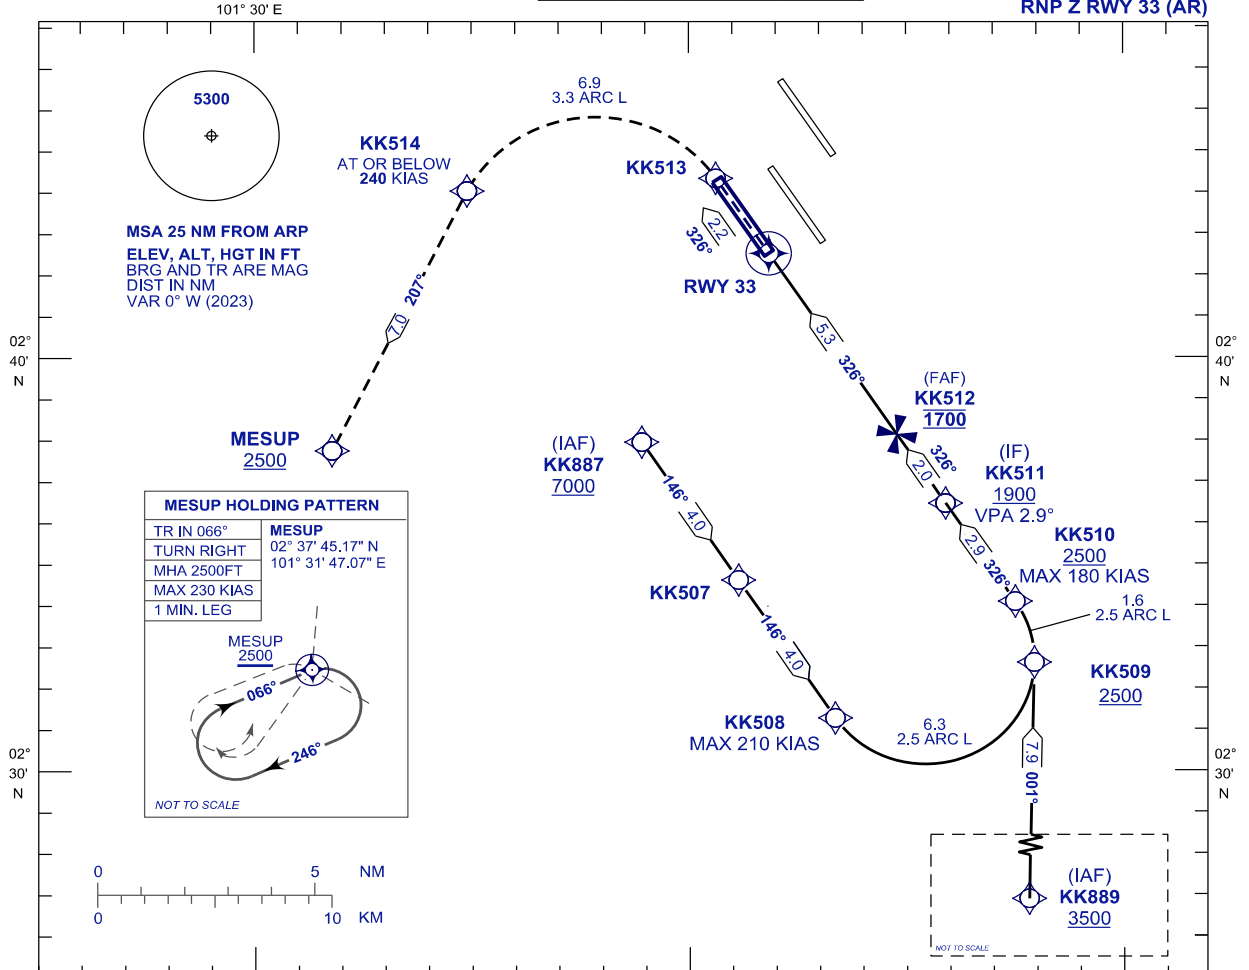 101° 30' E
RNP Z RWY 33 (AR)
5300
MSA 25 NM FROM ARP
ELEV, ALT, HGT IN FT
BRG AND TR ARE MAG
DIST IN NM
VAR 0° W (2023)
KK514
AT OR BELOW
240 KIAS
6.9
3.3 ARC L
KK513
2.2
326°
RWY 33
7.0 207°
5.3 326°
02°
40'
N
02°
40'
N
(FAF)
KK512
1700
MESUP
2500
(IAF)
KK887
7000
2.0 326°
(IF)
KK511
1900
VPA 2.9°
146° 4.0
2.9 326°
KK510
2500
MAX 180 KIAS
1.6
2.5 ARC L
KK507
146° 4.0
KK509
2500
KK508
MAX 210 KIAS
6.3
2.5 ARC L
7.9 001°
MESUP HOLDING PATTERN
TR IN 066°
TURN RIGHT
MHA 2500FT
MAX 230 KIAS
1 MIN. LEG
MESUP
02° 37' 45.17" N
101° 31' 47.07" E
MESUP
2500
066°
246°
NOT TO SCALE
02°
30'
N
02°
30'
N
(IAF)
KK889
3500
NOT TO SCALE
0 5 NM
0 10 KM